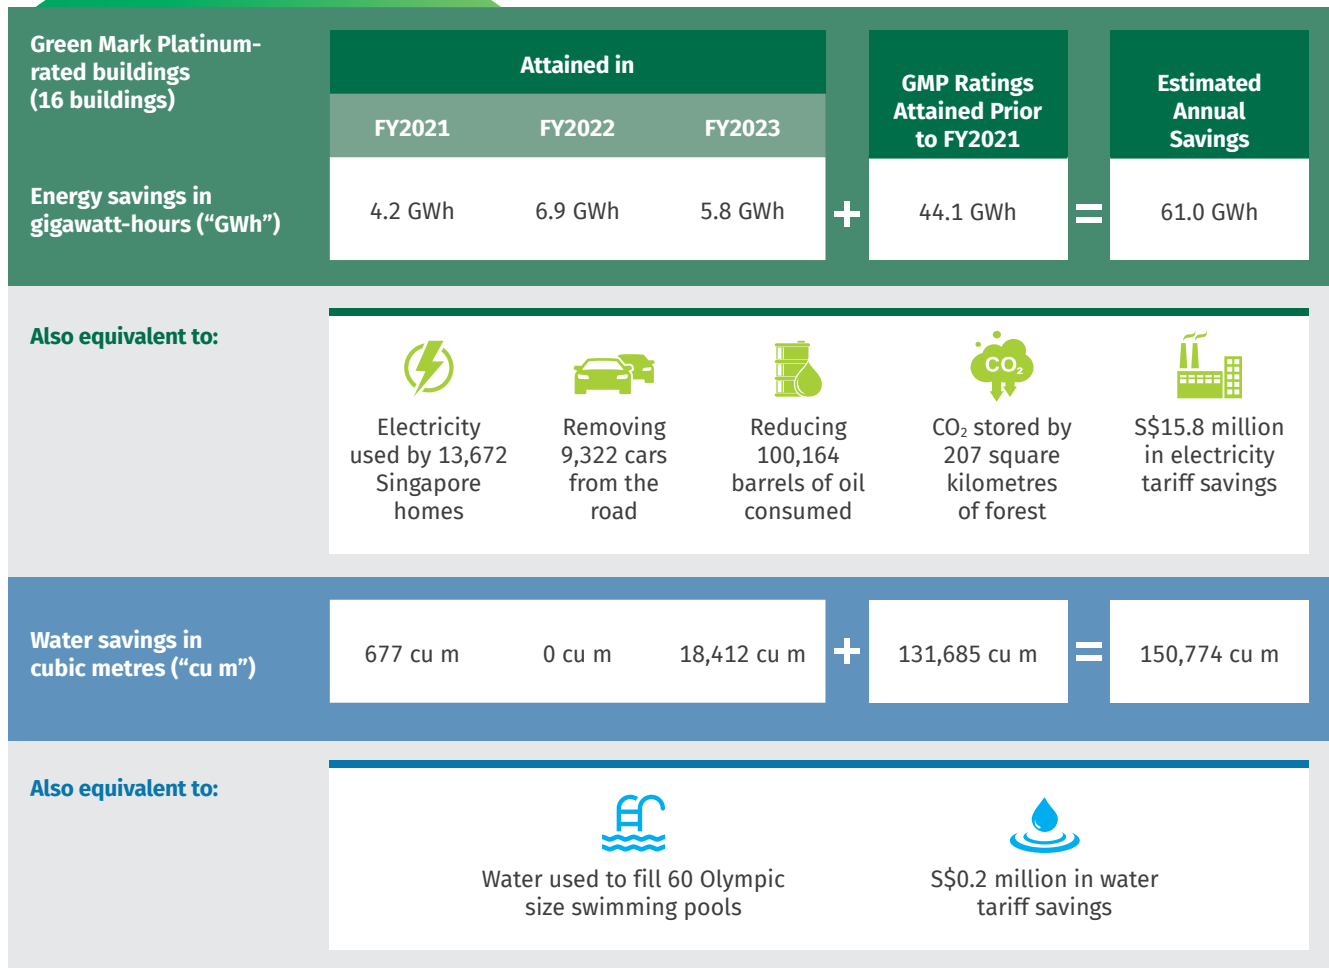 Green Mark Platinum-
rated buildings
(16 buildings)
Attained in
FY2021 FY2022 FY2023
GMP Ratings
Attained Prior
to FY2021
Estimated
Annual
Savings
Energy savings in
gigawatt-hours (“GWh”)
4.2 GWh 6.9 GWh 5.8 GWh + 44.1 GWh = 61.0 GWh
Also equivalent to:
Electricity
used by 13,672
Singapore
homes
Removing
9,322 cars
from the
road
Reducing
100,164
barrels of oil
consumed
CO₂
CO₂ stored by
207 square
kilometres
of forest
S$15.8 million
in electricity
tariff savings
Water savings in
cubic metres (“cu m”)
677 cu m 0 cu m 18,412 cu m + 131,685 cu m = 150,774 cu m
Also equivalent to:
Water used to fill 60 Olympic
size swimming pools
S$0.2 million in water
tariff savings